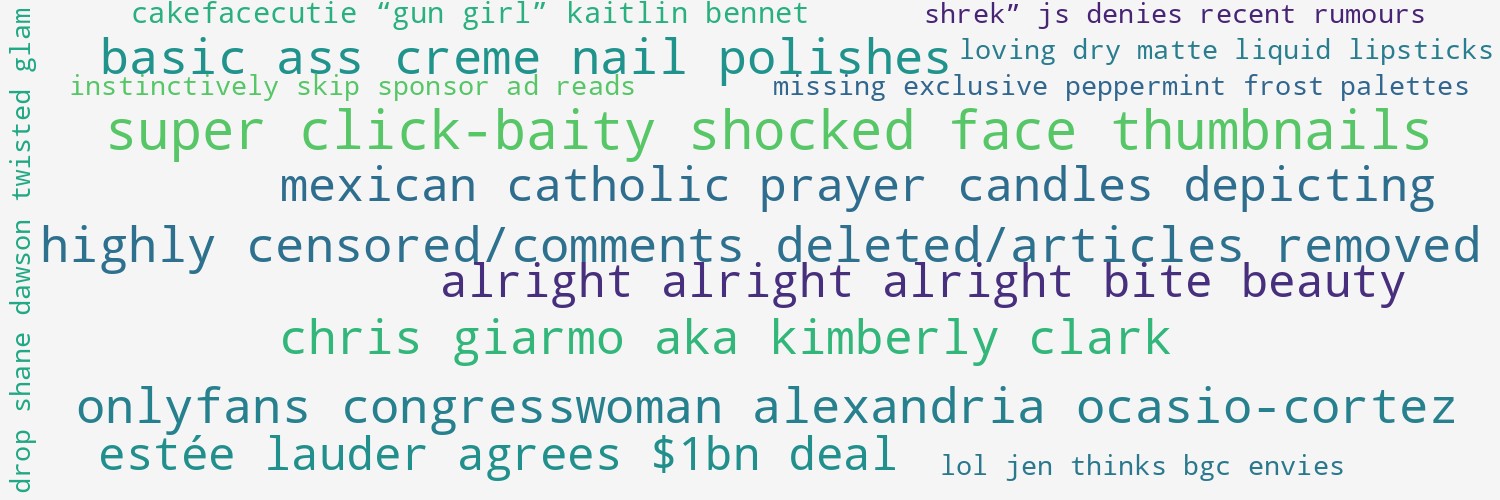 cakefacecutie “gun girl” kaitlin bennet
shrek” js denies recent rumours
basic ass creme nail polishes
loving dry matte liquid lipsticks
instinctively skip sponsor ad reads
missing exclusive peppermint frost palettes
super click-baity shocked face thumbnails
mexican catholic prayer candles depicting
highly censored/comments deleted/articles removed
alright alright alright bite beauty
chris giarmo aka kimberly clark
onlyfans congresswoman alexandria ocasio-cortez
estée lauder agrees $1bn deal
lol jen thinks bgc envies
drop shane dawson twisted glam